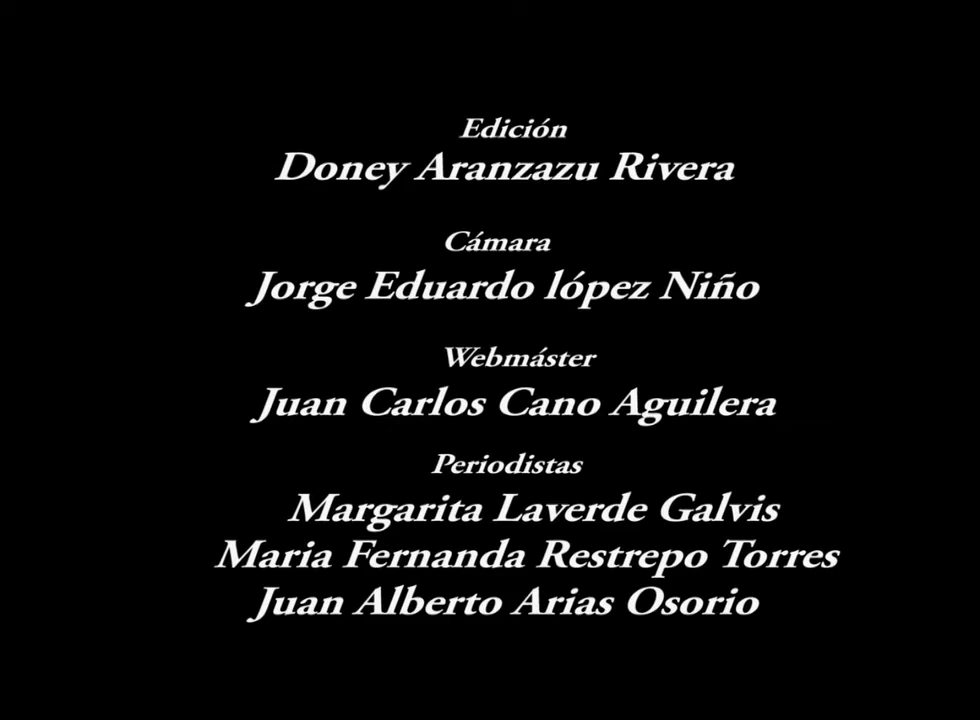 Edición
Doney Aranzazu Rivera
Cámara
Jorge Eduardo lópez Niño
Webmáster
Juan Carlos Cano Aguilera
Periodistas
Margarita Laverde Galvis
Maria Fernanda Restrepo Torres
Juan Alberto Arias Osorio